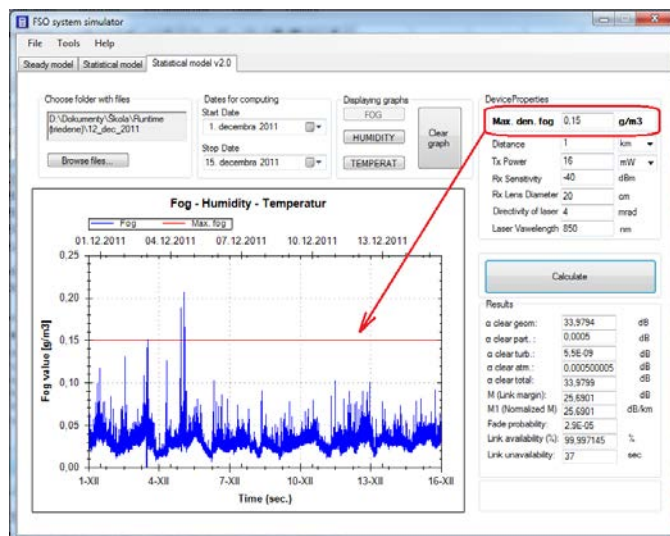 FSO system simulator
File Tools Help
Steady model Statistical model Statistical model v2.0
Choose folder with files
D:\Dokumenty\Škola\Runtime
(triedene)\12_dec_2011
Browse files...
Dates for computing
Start Date
1. decembra 2011
Stop Date
15. decembra 2011
Displaying graphs
FOG
HUMIDITY
TEMPERAT
Clear
graph
DeviceProperties
Max. den. fog 0,15 g/m3
Distance 1 km
Tx Power 16 mW
Rx Sensitivity -40 dBm
Rx Lens Diameter 20 cm
Directivity of laser 4 mrad
Laser Vawelength 850 nm
Calculate
Results
α clear geom: 33,9794 dB
α clear part. : 0,0005 dB
α clear turb.: 5,5E-09 dB
α clear atm.: 0,000500005 dB
α clear total: 33,9799 dB
M (Link margin): 25,6901 dB
M1 (Normalized M) 25,6901 dB/km
Fade probability: 2,9E-05
Link availability (%): 99,997145 %
Link unavailability: 37 sec
Fog - Humidity - Temperatur
Fog Max. fog
01.12.2011 04.12.2011 07.12.2011 10.12.2011 13.12.2011
Fog value [g/m3]
0,25
0,20
0,15
0,10
0,05
0,00
1-XII 4-XII 7-XII 10-XII 13-XII 16-XII
Time (sec.)